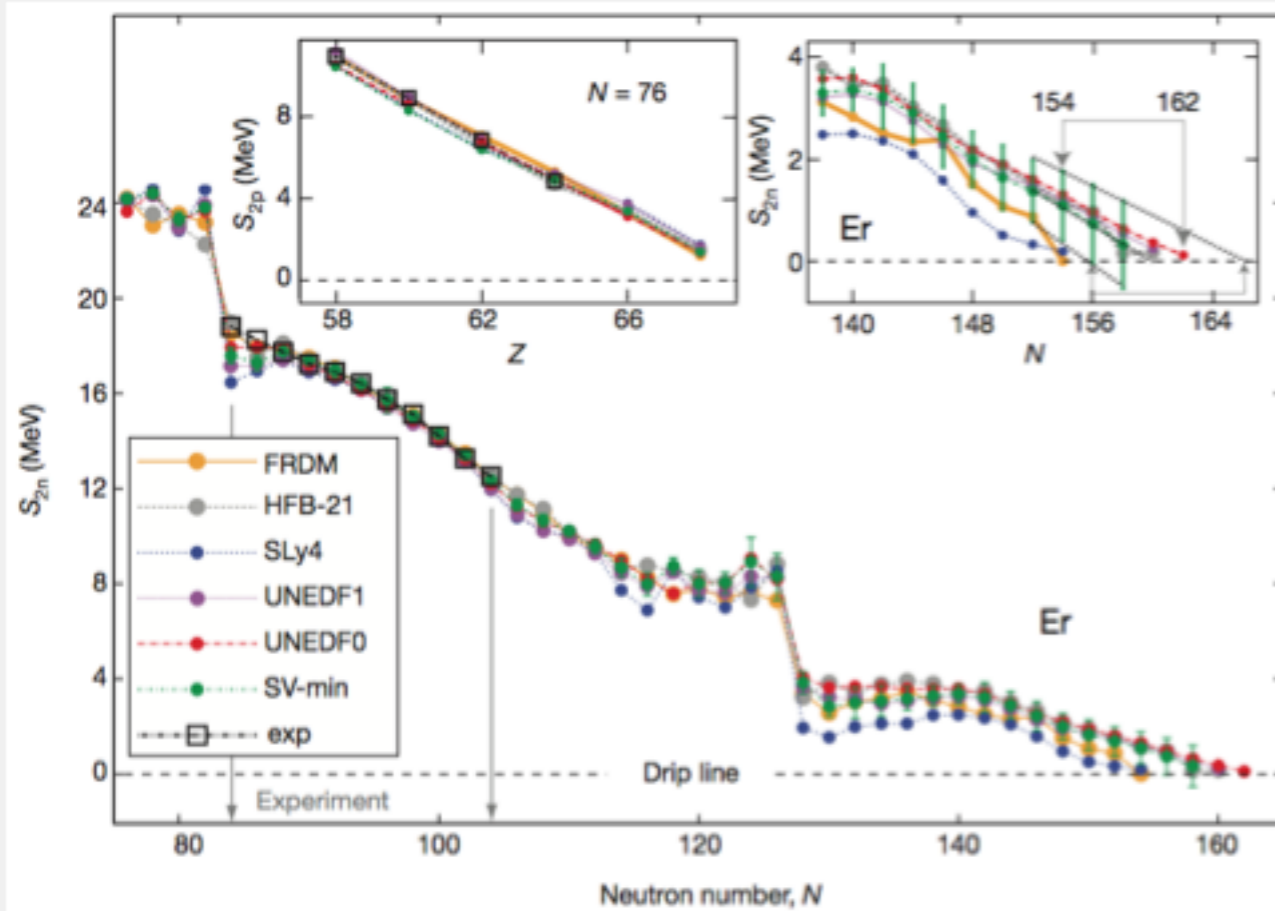 S2p (MeV)
8
4
0
N = 76
58
62
66
Z
S2n (MeV)
4
2
0
154
162
Er
140
148
156
164
N
S2n (MeV)
24
20
16
12
8
4
0
FRDM
HFB-21
SLy4
UNEDF1
UNEDF0
SV-min
exp
Er
Drip line
Experiment
80
100
120
140
160
Neutron number, N